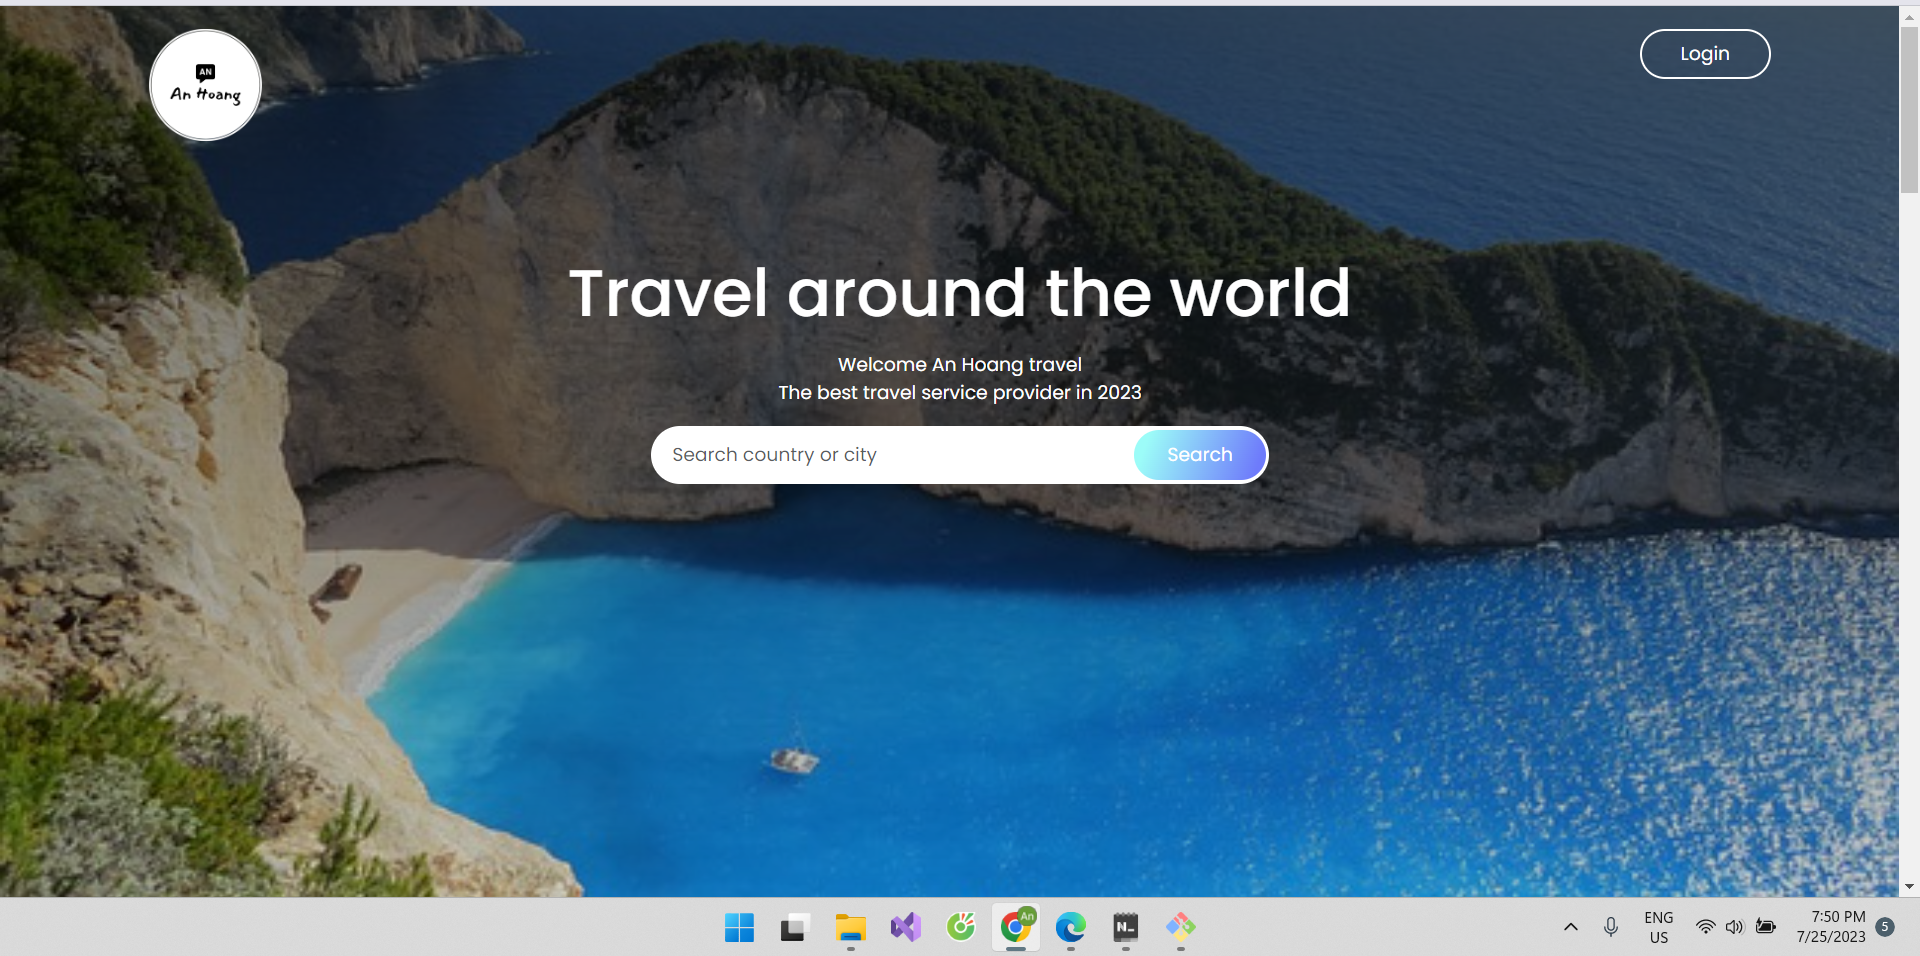 AN
An Hoang
Login
Travel around the world
Welcome An Hoang travel
The best travel service provider in 2023
Search country or city
Search
An
N
ENG
US
7:50 PM
7/25/2023
5